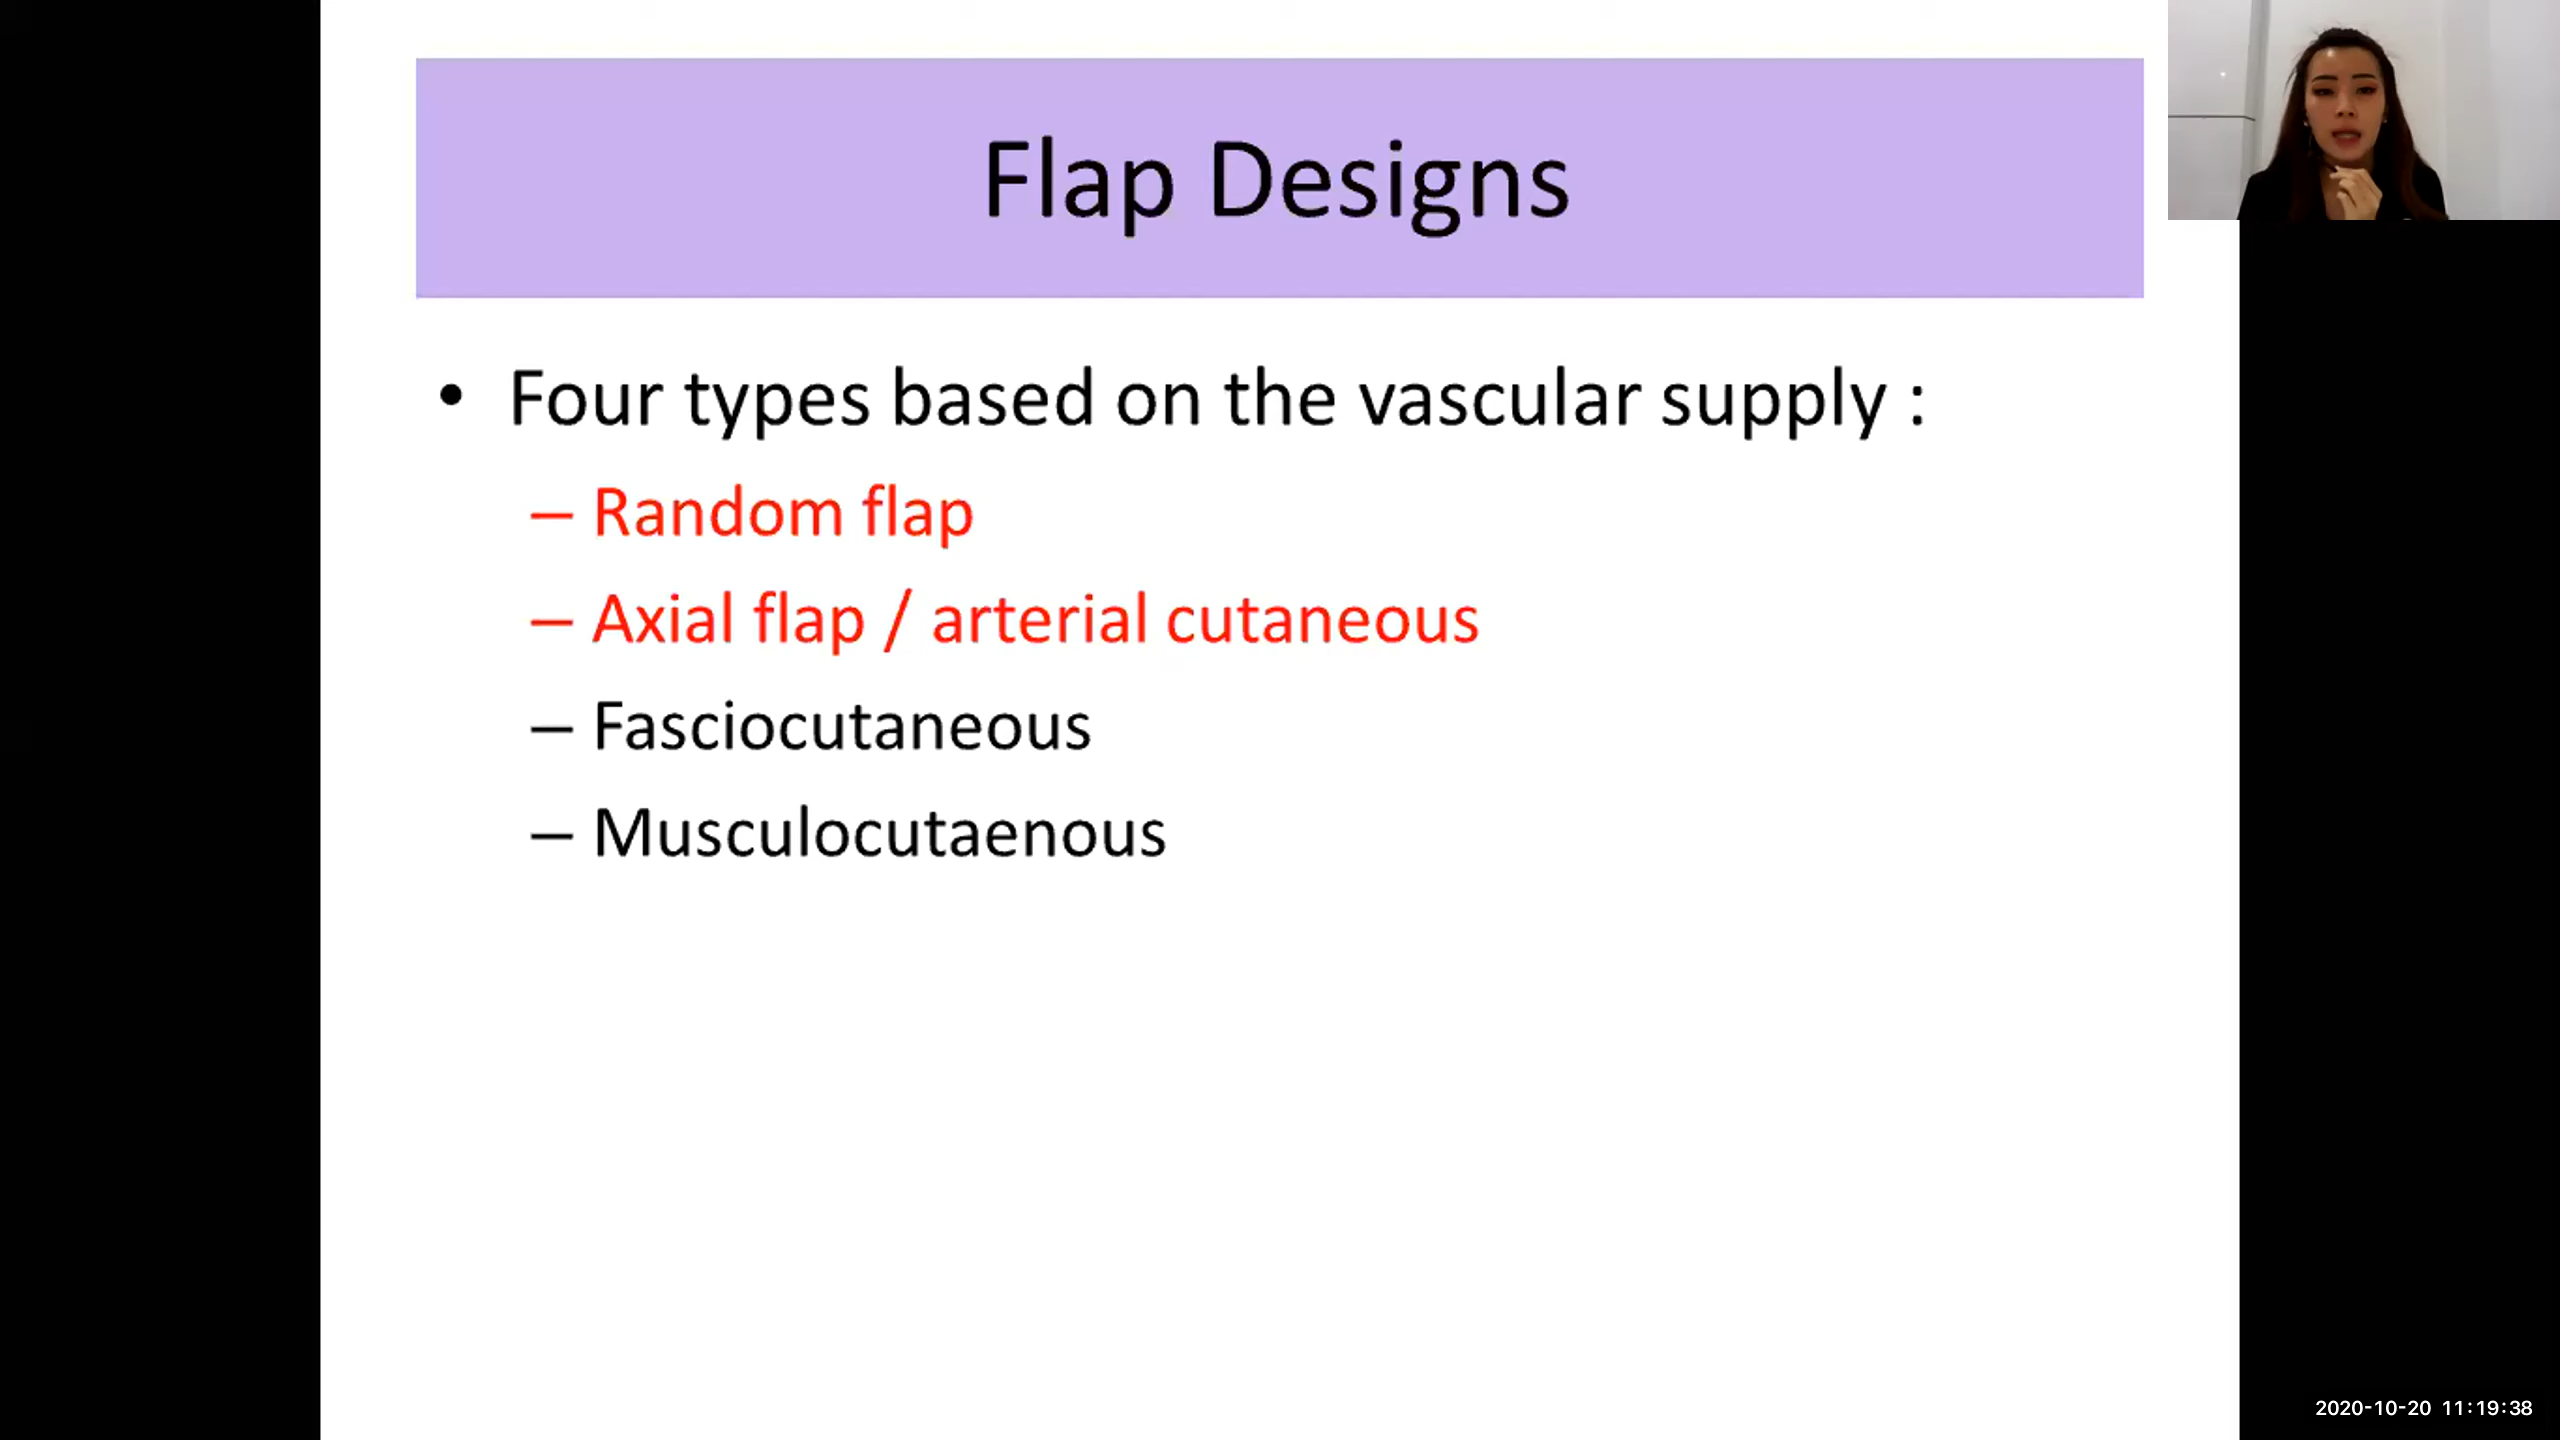 Flap Designs
• Four types based on the vascular supply :
– Random flap
– Axial flap / arterial cutaneous
– Fasciocutaneous
– Musculocutaenous
2020-10-20 11:19:38